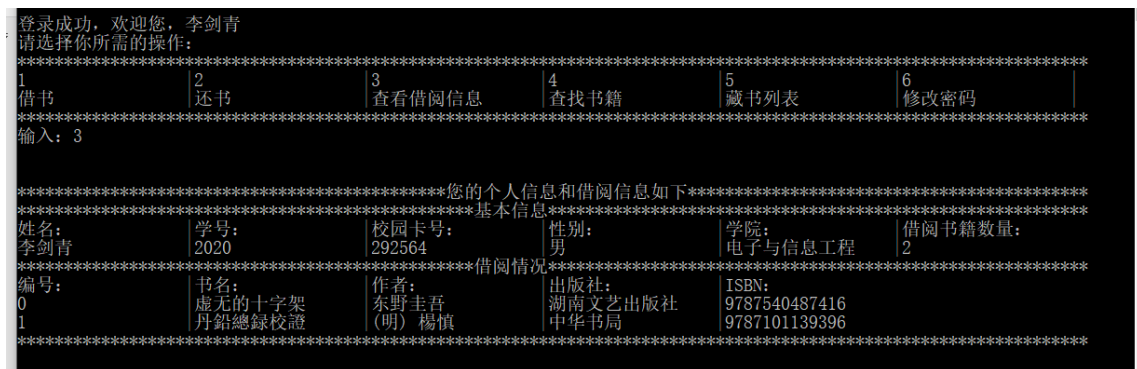 登录成功，欢迎您，李剑青
请选择你所需的操作：
*******************************************************************************************************************
1 |2 |3 |4 |5 |6 |
借书 |还书 |查看借阅信息 |查找书籍 |藏书列表 |修改密码 |
*******************************************************************************************************************
输入：3
**********************************************您的个人信息和借阅信息如下*******************************************
*************************************************基本信息**********************************************************
姓名： |学号： |校园卡号： |性别： |学院： |借阅书籍数量：
李剑青 |2020 |292564 |男 |电子与信息工程 |2
*************************************************借阅情况**********************************************************
编号： |书名： |作者： |出版社： |ISBN：
0 |虚无的十字架 |东野圭吾 |湖南文艺出版社 |9787540487416
1 |丹鉛總録校證 |(明) 楊慎 |中华书局 |9787101139396
*******************************************************************************************************************